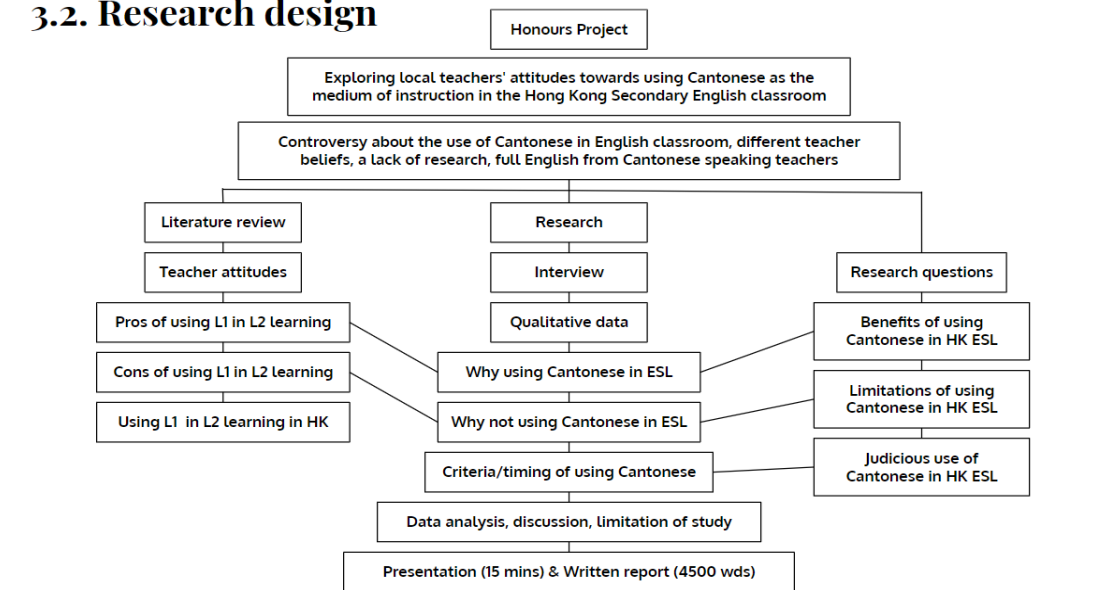 3.2. Research design
Honours Project
Exploring local teachers' attitudes towards using Cantonese as the
medium of instruction in the Hong Kong Secondary English classroom
Controversy about the use of Cantonese in English classroom, different teacher
beliefs, a lack of research, full English from Cantonese speaking teachers
Literature review
Teacher attitudes
Pros of using L1 in L2 learning
Cons of using L1 in L2 learning
Using L1 in L2 learning in HK
Research
Interview
Qualitative data
Why using Cantonese in ESL
Why not using Cantonese in ESL
Criteria/timing of using Cantonese
Data analysis, discussion, limitation of study
Presentation (15 mins) & Written report (4500 wds)
Research questions
Benefits of using
Cantonese in HK ESL
Limitations of using
Cantonese in HK ESL
Judicious use of
Cantonese in HK ESL